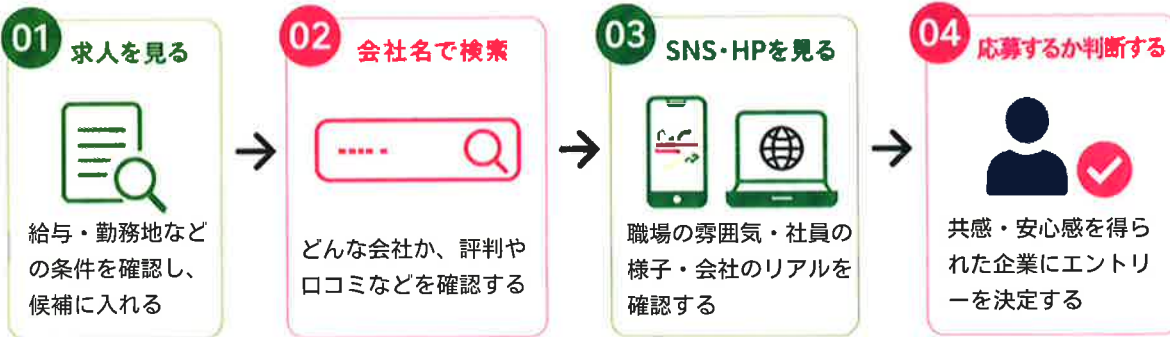 01 求人を見る
給与・勤務地など
の条件を確認し、
候補に入れる
02 会社名で検索
どんな会社か、評判や
口コミなどを確認する
03 SNS・HPを見る
職場の雰囲気・社員の
様子・会社のリアルを
確認する
04 応募するか判断する
共感・安心感を得ら
れた企業にエントリ
ーを決定する